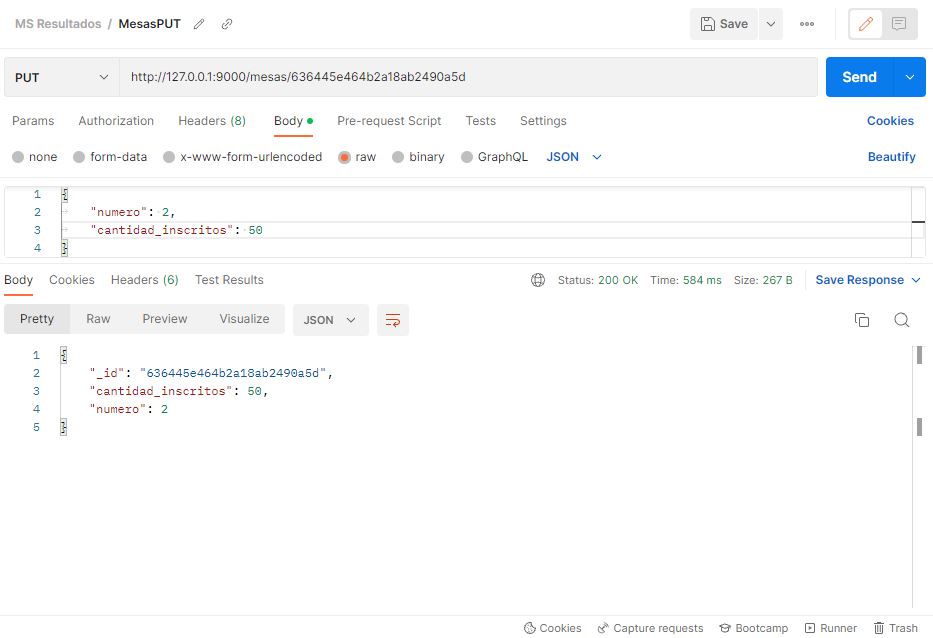 MS Resultados / MesasPUT
Save
PUT
http://127.0.0.1:9000/mesas/636445e464b2a18ab2490a5d
Send
Params Authorization Headers (8) Body Pre-request Script Tests Settings Cookies
none form-data x-www-form-urlencoded raw binary GraphQL JSON Beautify
1 {
2 "numero": 2,
3 "cantidad_inscritos": 50
4 }
Body Cookies Headers (6) Test Results Status: 200 OK Time: 584 ms Size: 267 B Save Response
Pretty Raw Preview Visualize JSON
1 {
2 "_id": "636445e464b2a18ab2490a5d",
3 "cantidad_inscritos": 50,
4 "numero": 2
5 }
Cookies Capture requests Bootcamp Runner Trash